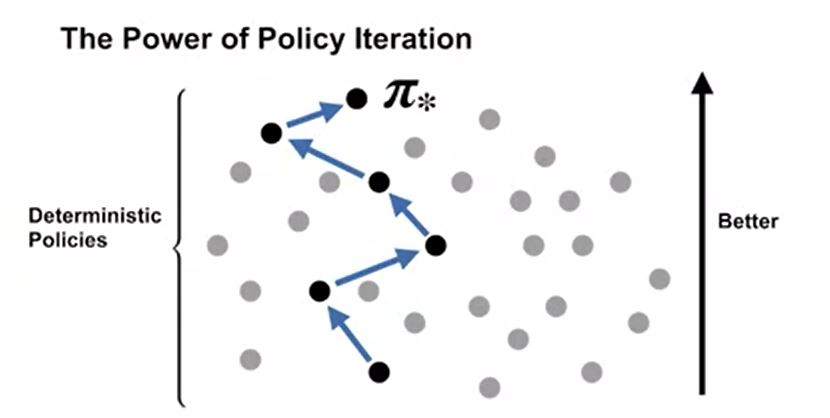 The Power of Policy Iteration
π*
Deterministic
Policies
Better